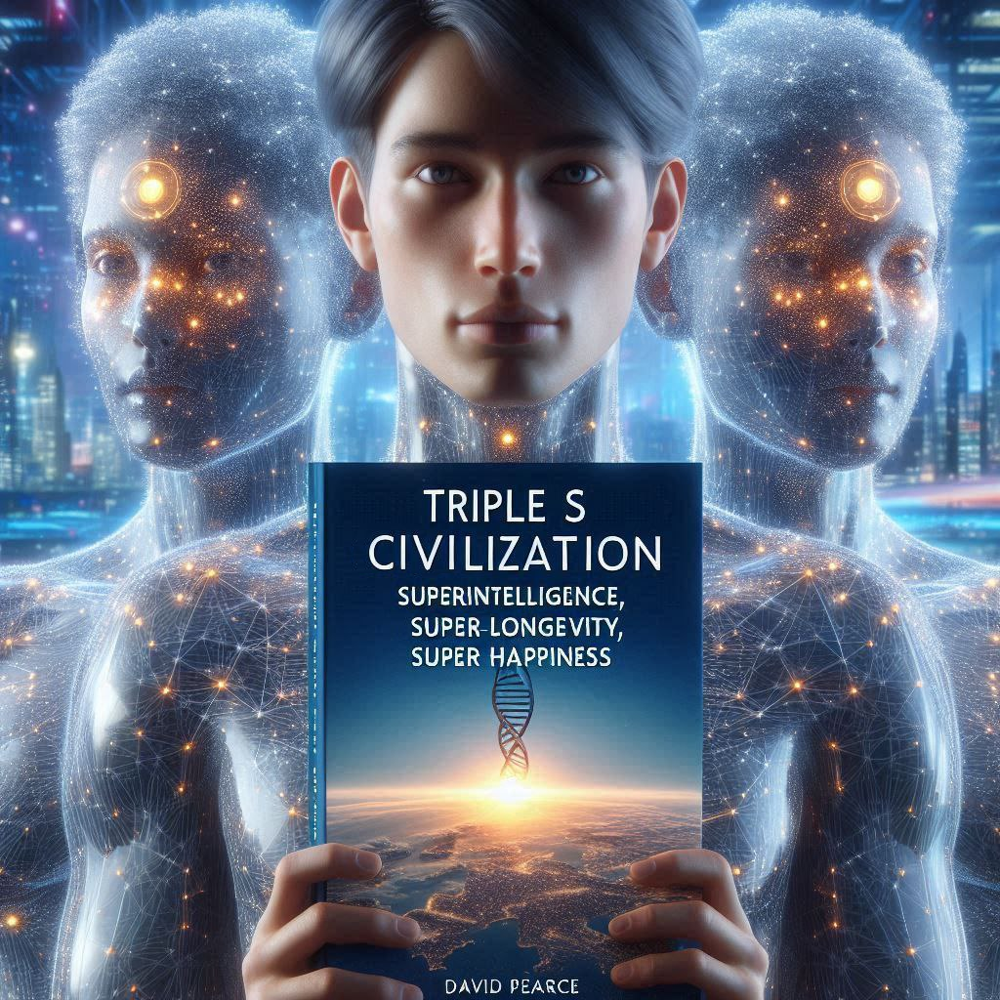 TRIPLE S
CIVILIZATION
SUPERINTELLIGENCE,
SUPER-LONGEVITY,
SUPER HAPPINESS
DAVID PEARCE